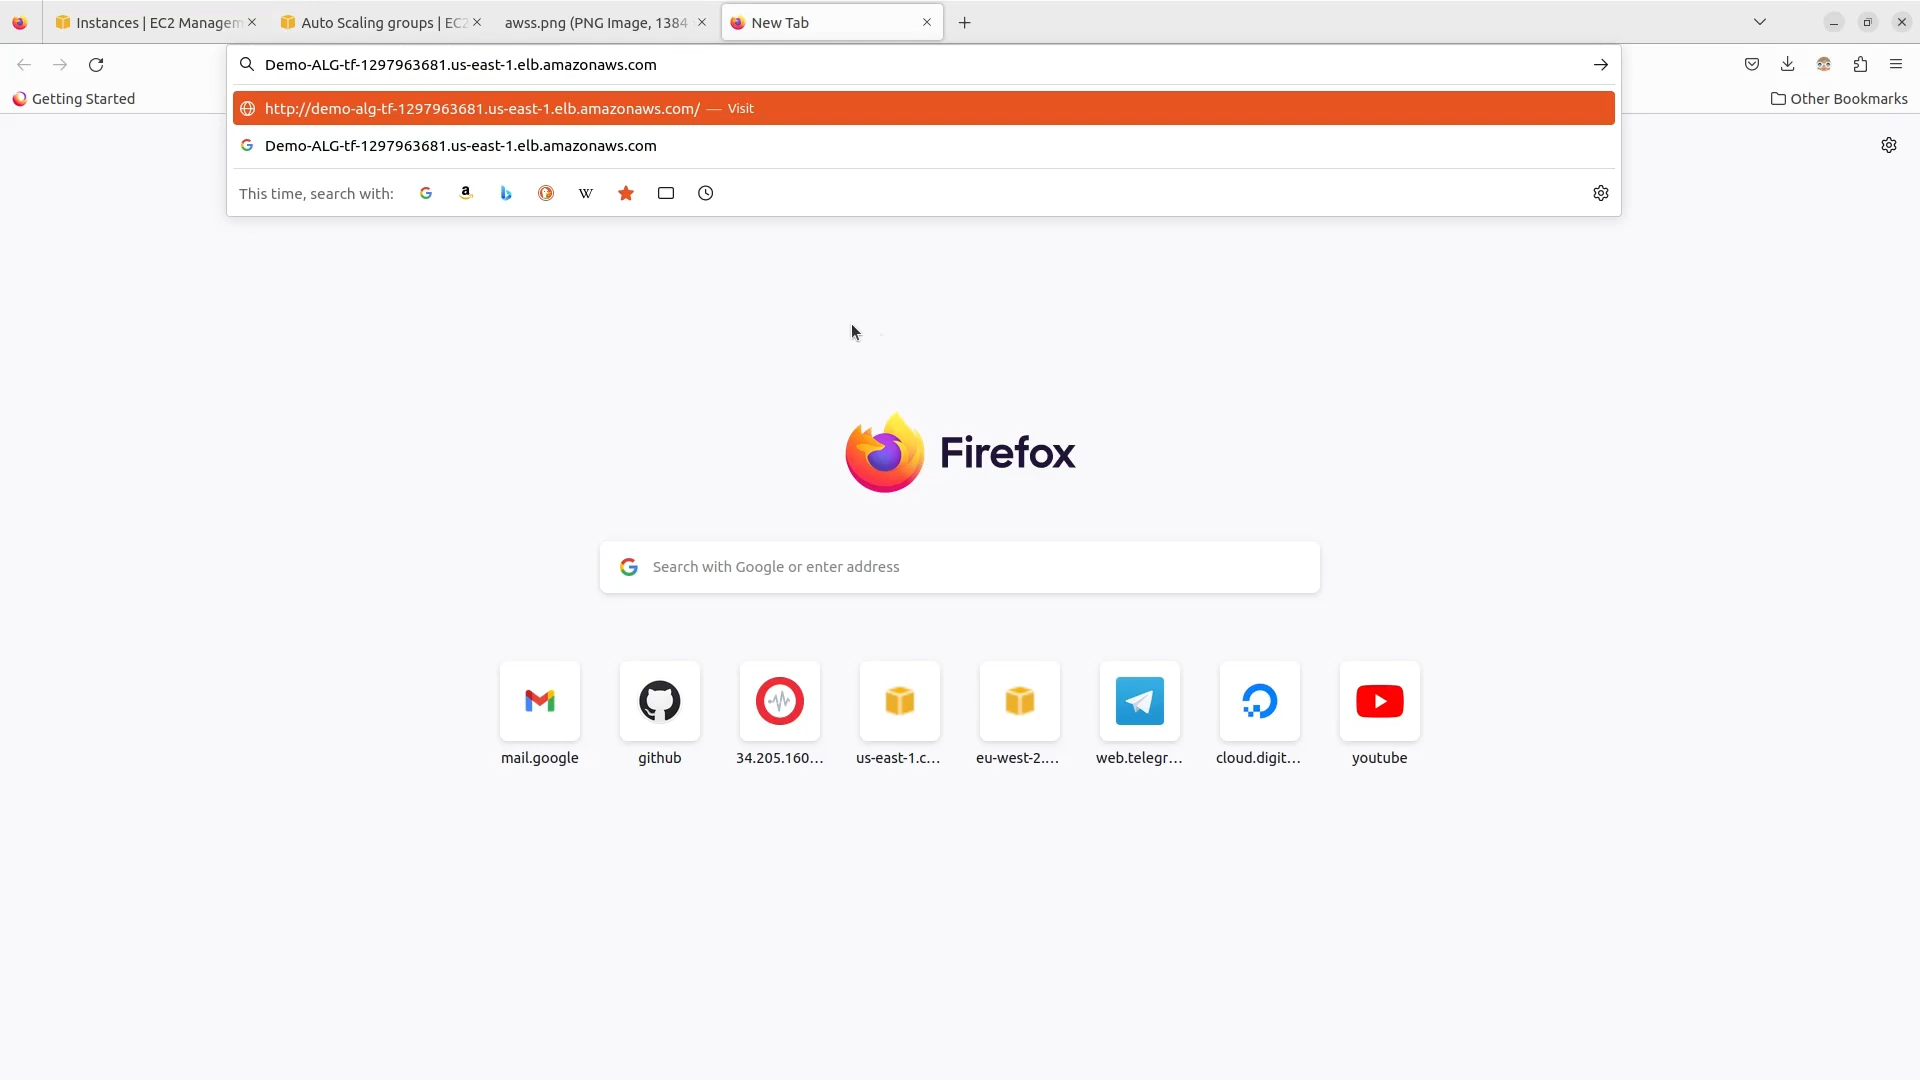 Instances | EC2 Managem
Auto Scaling groups | EC2
awss.png (PNG Image, 1384
New Tab
Demo-ALG-tf-1297963681.us-east-1.elb.amazonaws.com
Getting Started
Other Bookmarks
http://demo-alg-tf-1297963681.us-east-1.elb.amazonaws.com/ — Visit
Demo-ALG-tf-1297963681.us-east-1.elb.amazonaws.com
This time, search with:
Firefox
Search with Google or enter address
mail.google
github
34.205.160...
us-east-1.c...
eu-west-2....
web.telegr...
cloud.digit...
youtube